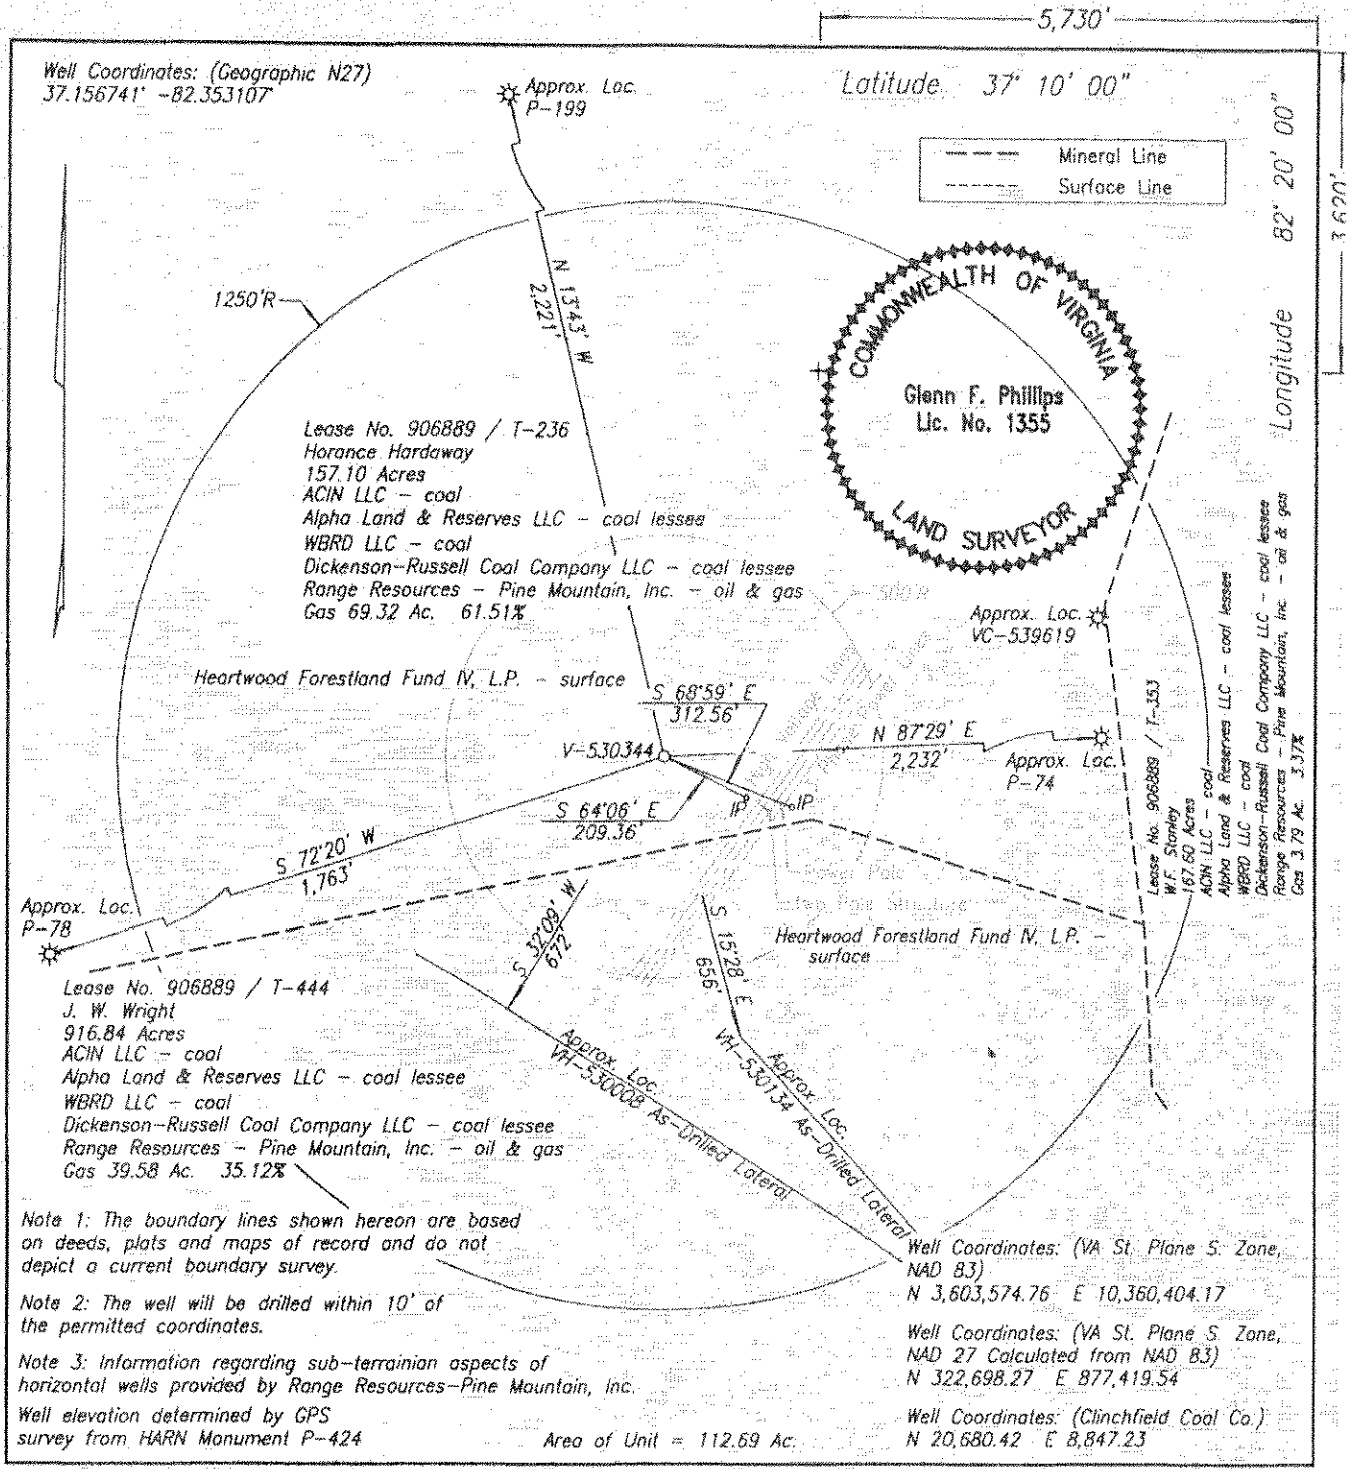 5,730'
Well Coordinates: (Geographic N27)
37.156741° -82.353107°
Approx. Loc.
P-199
Latitude 37° 10' 00"
Mineral Line
Surface Line
Longitude 82° 20' 00"
3,620'
1250'R
N 13°43' W
2,221'
COMMONWEALTH OF VIRGINIA
Glenn F. Phillips
Lic. No. 1355
LAND SURVEYOR
Lease No. 906889 / T-236
Horance Hardaway
157.10 Acres
ACIN LLC - coal
Alpha Land & Reserves LLC - coal lessee
WBRD LLC - coal
Dickenson-Russell Coal Company LLC - coal lessee
Range Resources - Pine Mountain, Inc. - oil & gas
Gas 69.32 Ac. 61.51%
500'R
Approx. Loc.
VC-539619
Heartwood Forestland Fund IV, L.P. - surface
S 68°59' E
312.56'
V-530344
N 87°29' E
2,232'
Approx. Loc.
P-74
Lease No. 906889 / T-353
W.F. Stanley
167.60 Acres
ACIN LLC - coal
Alpha Land & Reserves LLC - coal lessee
WBRD LLC - coal
Dickenson-Russell Coal Company LLC - coal lessee
Range Resources - Pine Mountain, Inc. - oil & gas
Gas 3.79 Ac. 3.37%
S 64°06' E
209.36'
IP
IP
S 72°20' W
1,763'
Power Pole
Approx. Loc.
P-78
S 32°09' W
672'
S 15°28' E
656'
Heartwood Forestland Fund IV, L.P. -
surface
Lease No. 906889 / T-444
J. W. Wright
916.84 Acres
ACIN LLC - coal
Alpha Land & Reserves LLC - coal lessee
WBRD LLC - coal
Dickenson-Russell Coal Company LLC - coal lessee
Range Resources - Pine Mountain, Inc. - oil & gas
Gas 39.58 Ac. 35.12%
Approx. Loc.
VH-530008 As-Drilled Lateral
Approx. Loc.
VH-530134 As-Drilled Lateral
Note 1: The boundary lines shown hereon are based
on deeds, plats and maps of record and do not
depict a current boundary survey.
Note 2: The well will be drilled within 10' of
the permitted coordinates.
Note 3: Information regarding sub-terrainian aspects of
horizontal wells provided by Range Resources-Pine Mountain, Inc.
Well elevation determined by GPS
survey from HARN Monument P-424
Area of Unit = 112.69 Ac.
Well Coordinates: (VA St. Plane S. Zone,
NAD 83)
N 3,603,574.76 E 10,360,404.17
Well Coordinates: (VA St. Plane S. Zone,
NAD 27 Calculated from NAD 83)
N 322,698.27 E 877,419.54
Well Coordinates: (Clinchfield Coal Co.)
N 20,680.42 E 8,847.23